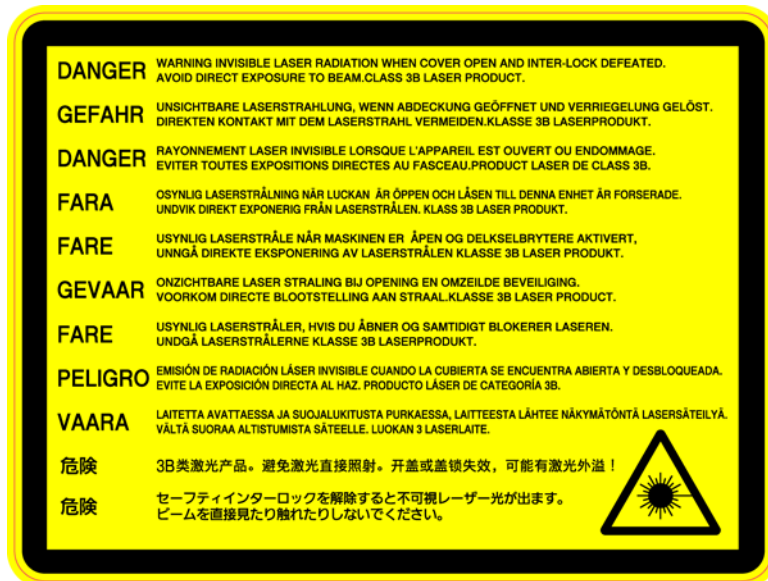 DANGER WARNING INVISIBLE LASER RADIATION WHEN COVER OPEN AND INTER-LOCK DEFEATED.
AVOID DIRECT EXPOSURE TO BEAM.CLASS 3B LASER PRODUCT.
GEFAHR UNSICHTBARE LASERSTRAHLUNG, WENN ABDECKUNG GEÖFFNET UND VERRIEGELUNG GELÖST.
DIREKTEN KONTAKT MIT DEM LASERSTRAHL VERMEIDEN.KLASSE 3B LASERPRODUKT.
DANGER RAYONNEMENT LASER INVISIBLE LORSQUE L'APPAREIL EST OUVERT OU ENDOMMAGE.
EVITER TOUTES EXPOSITIONS DIRECTES AU FASCEAU.PRODUCT LASER DE CLASS 3B.
FARA OSYNLIG LASERSTRÅLNING NÄR LUCKAN ÄR ÖPPEN OCH LÅSEN TILL DENNA ENHET ÄR FORSERADE.
UNDVIK DIREKT EXPONERIG FRÅN LASERSTRÅLEN. KLASS 3B LASER PRODUKT.
FARE USYNLIG LASERSTRÅLE NÅR MASKINEN ER ÅPEN OG DELKSELBRYTERE AKTIVERT,
UNNGÅ DIREKTE EKSPONERING AV LASERSTRÅLEN KLASSE 3B LASER PRODUKT.
GEVAAR ONZICHTBARE LASER STRALING BIJ OPENING EN OMZEILDE BEVEILIGING.
VOORKOM DIRECTE BLOOTSTELLING AAN STRAAL.KLASSE 3B LASER PRODUCT.
FARE USYNLIG LASERSTRÅLER, HVIS DU ÅBNER OG SAMTIDIGT BLOKERER LASEREN.
UNDGÅ LASERSTRÅLERNE KLASSE 3B LASERPRODUKT.
PELIGRO EMISIÓN DE RADIACIÓN LÁSER INVISIBLE CUANDO LA CUBIERTA SE ENCUENTRA ABIERTA Y DESBLOQUEADA.
EVITE LA EXPOSICIÓN DIRECTA AL HAZ. PRODUCTO LÁSER DE CATEGORÍA 3B.
VAARA LAITETTA AVATTAESSA JA SUOJALUKITUSTA PURKAESSA, LAITTEESTA LÄHTEE NÄKYMÄTÖNTÄ LASERSÄTEILYÄ.
VÄLTÄ SUORAA ALTISTUMISTA SÄTEELLE. LUOKAN 3 LASERLAITE.
危険 3B类激光产品。避免激光直接照射。开盖或盖锁失效，可能有激光外溢！
危険 セーフティインターロックを解除すると不可視レーザー光が出ます。
ビームを直接見たり触れたりしないでください。